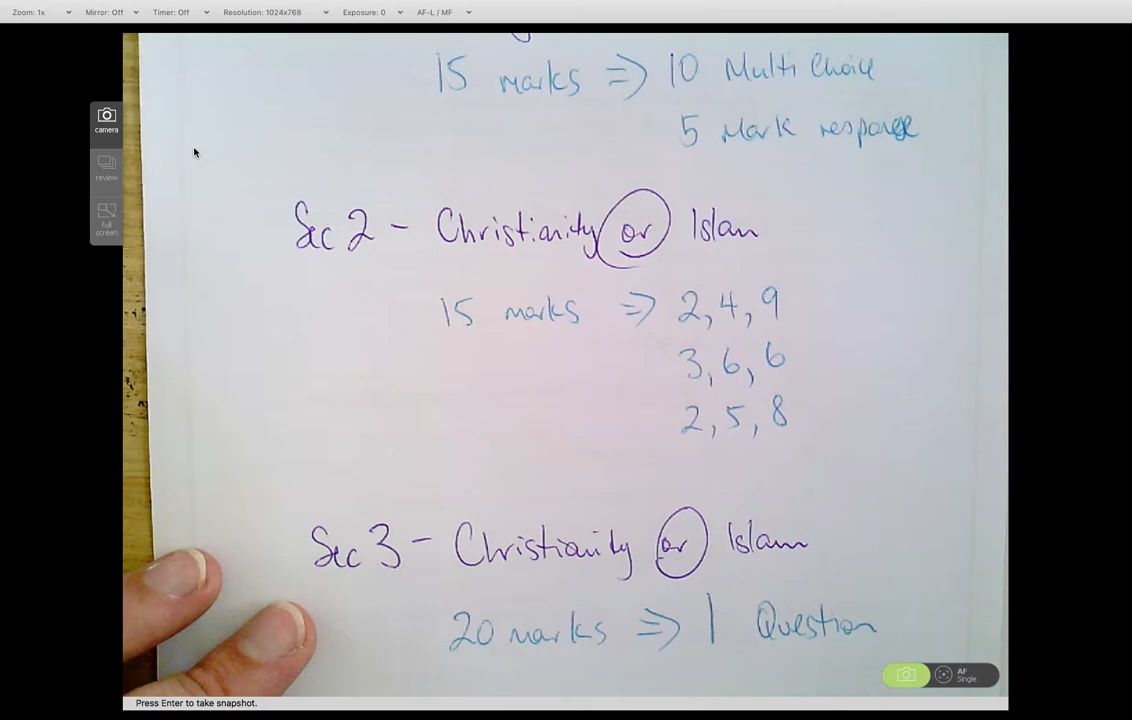 Zoom: 1x Mirror: Off Timer: Off Resolution: 1024x768 Exposure: 0 AF-L / MF
15 marks ⇒ 10 Multi Choice
5 Mark response
camera
review
full
screen
Sec 2 - Christianity or Islam
15 marks ⇒ 2, 4, 9
3, 6, 6
2, 5, 8
Sec 3 - Christianity or Islam
20 marks ⇒ 1 Question
AF
Single
Press Enter to take snapshot.